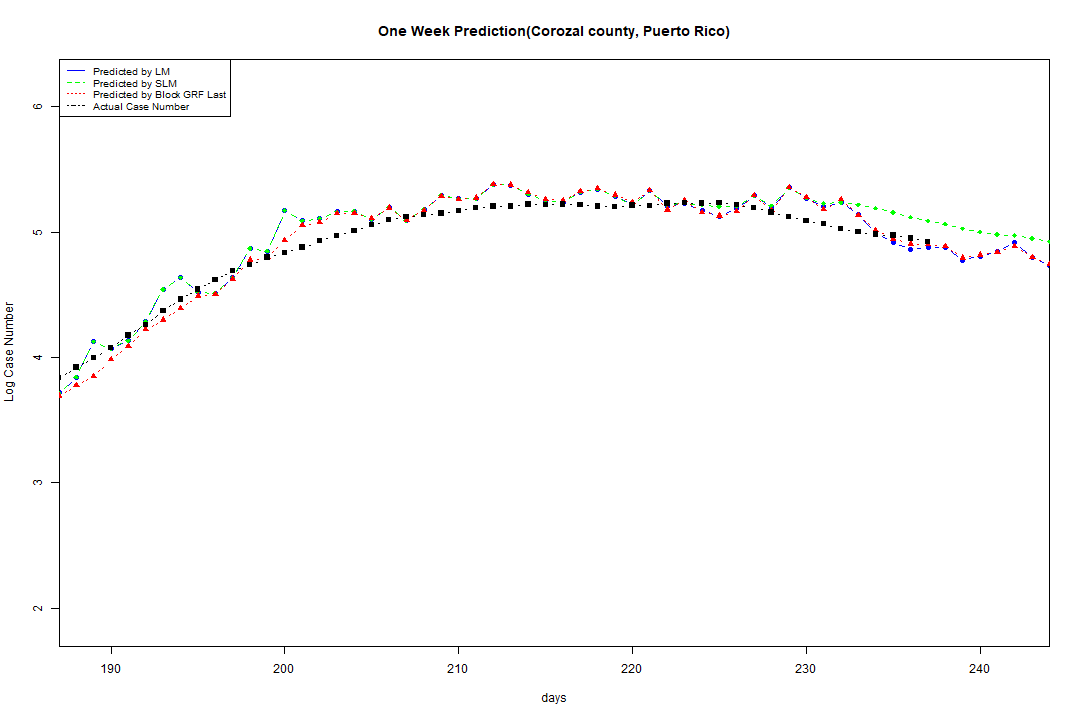 One Week Prediction(Corozal county, Puerto Rico)
Predicted by LM
Predicted by SLM
Predicted by Block GRF Last
Actual Case Number
6
5
4
3
2
Log Case Number
190 200 210 220 230 240
days